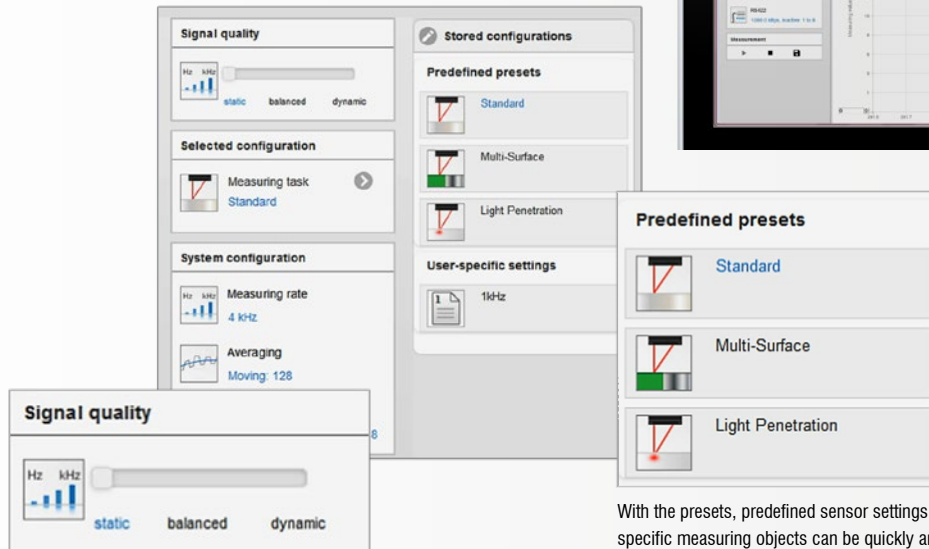 Signal quality
Hz kHz
static balanced dynamic
Selected configuration
Measuring task
Standard
System configuration
Hz kHz
Measuring rate
4 kHz
Averaging
Moving: 128
8
Stored configurations
Predefined presets
Standard
Multi-Surface
Light Penetration
User-specific settings
1
1kHz
RS422
Measurement
Signal quality
Hz kHz
static balanced dynamic
Predefined presets
Standard
Multi-Surface
Light Penetration
With the presets, predefined sensor settings
specific measuring objects can be quickly an